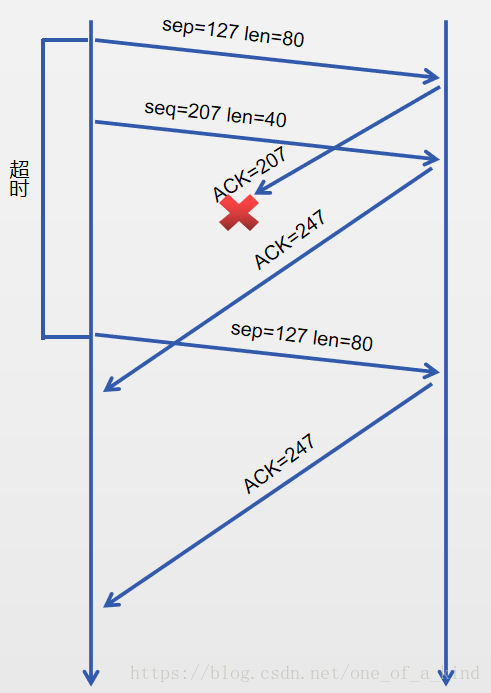 sep=127 len=80
seq=207 len=40
超时
ACK=207
ACK=247
sep=127 len=80
ACK=247
https://blog.csdn.net/one_of_a_kind